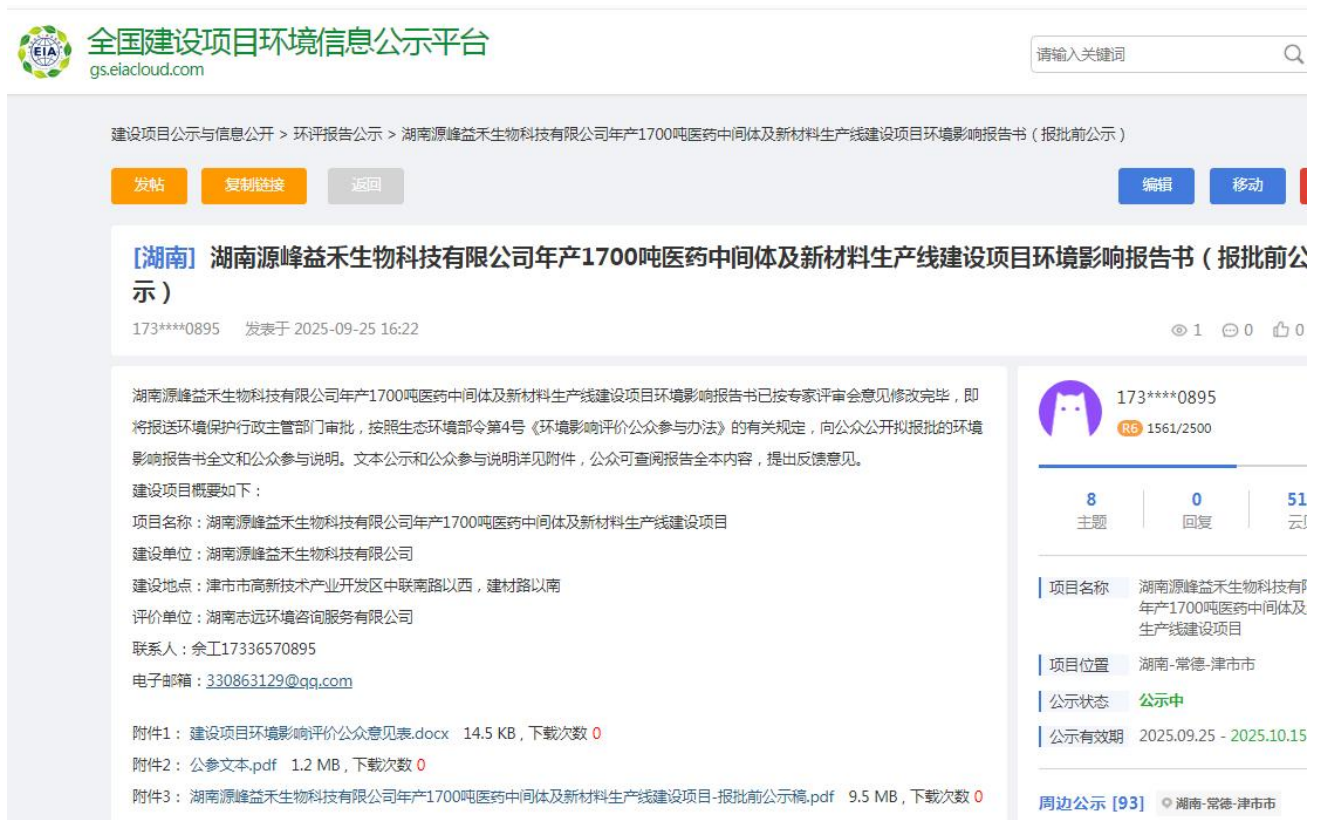 EIA
全国建设项目环境信息公示平台
gs.eiacloud.com
请输入关键词
建设项目公示与信息公开 > 环评报告公示 > 湖南源峰益禾生物科技有限公司年产1700吨医药中间体及新材料生产线建设项目环境影响报告书（报批前公示）
发帖 复制链接 返回 编辑 移动
[湖南] 湖南源峰益禾生物科技有限公司年产1700吨医药中间体及新材料生产线建设项目环境影响报告书（报批前公
示）
173****0895 发表于 2025-09-25 16:22 1 0 0
湖南源峰益禾生物科技有限公司年产1700吨医药中间体及新材料生产线建设项目环境影响报告书已按专家评审会意见修改完毕，即
将报送环境保护行政主管部门审批，按照生态环境部令第4号《环境影响评价公众参与办法》的有关规定，向公众公开拟报批的环境
影响报告书全文和公众参与说明。文本公示和公众参与说明详见附件，公众可查阅报告全本内容，提出反馈意见。
建设项目概要如下：
项目名称：湖南源峰益禾生物科技有限公司年产1700吨医药中间体及新材料生产线建设项目
建设单位：湖南源峰益禾生物科技有限公司
建设地点：津市市高新技术产业开发区中联南路以西，建材路以南
评价单位：湖南志远环境咨询服务有限公司
联系人：余工17336570895
电子邮箱：330863129@qq.com
附件1： 建设项目环境影响评价公众意见表.docx 14.5 KB , 下载次数 0
附件2： 公参文本.pdf 1.2 MB , 下载次数 0
附件3： 湖南源峰益禾生物科技有限公司年产1700吨医药中间体及新材料生产线建设项目-报批前公示稿.pdf 9.5 MB , 下载次数 0
173****0895
R6 1561/2500
8 0 51
主题 回复 云
项目名称 湖南源峰益禾生物科技有
年产1700吨医药中间体及
生产线建设项目
项目位置 湖南-常德-津市市
公示状态 公示中
公示有效期 2025.09.25 - 2025.10.15
周边公示 [93] 湖南-常德-津市市